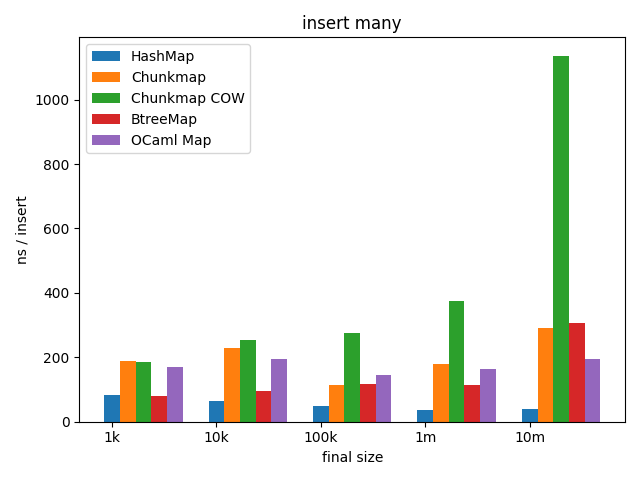 insert many
HashMap
Chunkmap
Chunkmap COW
BtreeMap
OCaml Map
ns / insert
1000
800
600
400
200
0
1k 10k 100k 1m 10m
final size